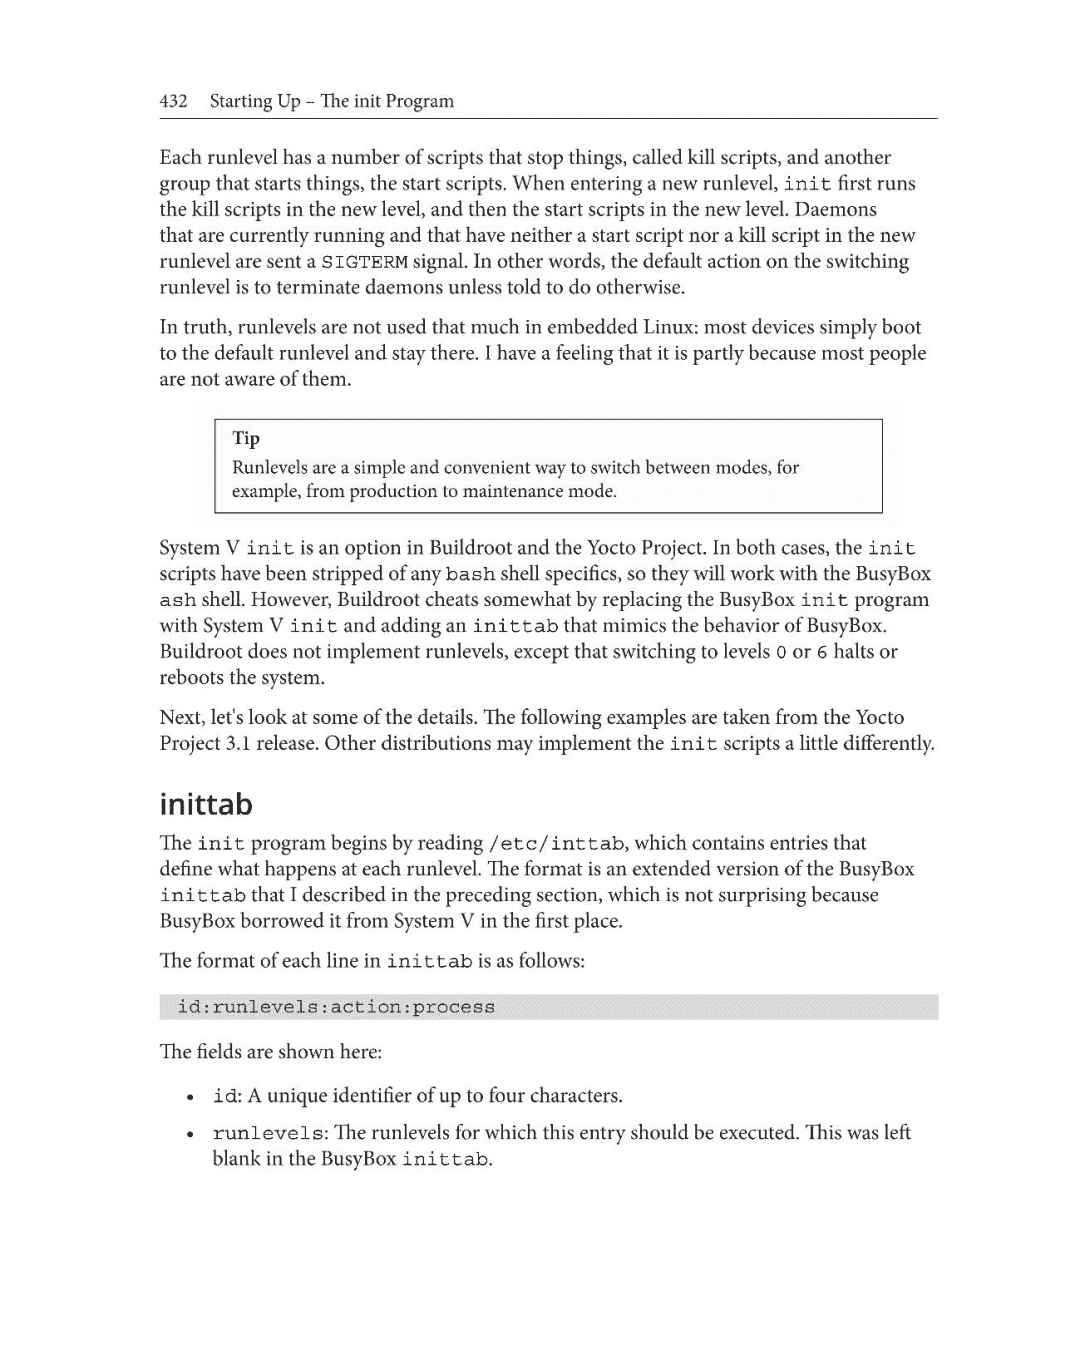 432 Starting Up – The init Program
Each runlevel has a number of scripts that stop things, called kill scripts, and another
group that starts things, the start scripts. When entering a new runlevel, init first runs
the kill scripts in the new level, and then the start scripts in the new level. Daemons
that are currently running and that have neither a start script nor a kill script in the new
runlevel are sent a SIGTERM signal. In other words, the default action on the switching
runlevel is to terminate daemons unless told to do otherwise.
In truth, runlevels are not used that much in embedded Linux: most devices simply boot
to the default runlevel and stay there. I have a feeling that it is partly because most people
are not aware of them.
Tip
Runlevels are a simple and convenient way to switch between modes, for
example, from production to maintenance mode.
System V init is an option in Buildroot and the Yocto Project. In both cases, the init
scripts have been stripped of any bash shell specifics, so they will work with the BusyBox
ash shell. However, Buildroot cheats somewhat by replacing the BusyBox init program
with System V init and adding an inittab that mimics the behavior of BusyBox.
Buildroot does not implement runlevels, except that switching to levels 0 or 6 halts or
reboots the system.
Next, let's look at some of the details. The following examples are taken from the Yocto
Project 3.1 release. Other distributions may implement the init scripts a little differently.
inittab
The init program begins by reading /etc/inttab, which contains entries that
define what happens at each runlevel. The format is an extended version of the BusyBox
inittab that I described in the preceding section, which is not surprising because
BusyBox borrowed it from System V in the first place.
The format of each line in inittab is as follows:
id:runlevels:action:process
The fields are shown here:
• id: A unique identifier of up to four characters.
• runlevels: The runlevels for which this entry should be executed. This was left
blank in the BusyBox inittab.